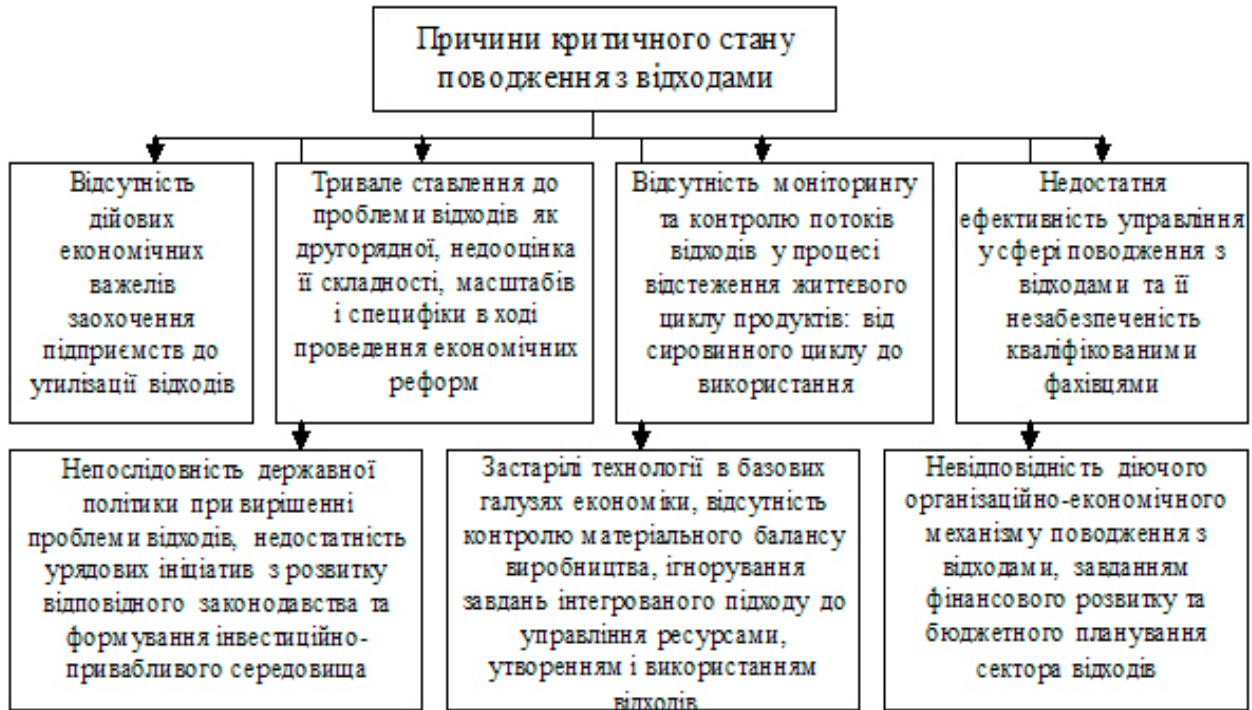 Причини критичного стану
поводження з відходами
Відсутність
дійових
економічних
важелів
заохочення
підприємств до
утилізації відходів
Тривале ставлення до
проблеми відходів як
другорядної, недооцінка
її складності, масштабів
і специфіки в ході
проведення економічних
реформ
Відсутність моніторингу
та контролю потоків
відходів у процесі
відстеження життєвого
циклу продуктів: від
сировинного циклу до
використання
Недостатня
ефективність управління
у сфері поводження з
відходами та її
незабезпеченість
кваліфікованими
фахівцями
Непослідовність державної
політики при вирішенні
проблеми відходів, недостатність
урядових ініціатив з розвитку
відповідного законодавства та
формування інвестиційно-
привабливого середовища
Застарілі технології в базових
галузях економіки, відсутність
контролю матеріального балансу
виробництва, ігнорування
завдань інтегрованого підходу до
управління ресурсами,
утворенням і використанням
відходів
Невідповідність діючого
організаційно-економічного
механізму поводження з
відходами, завданням
фінансового розвитку та
бюджетного планування
сектора відходів